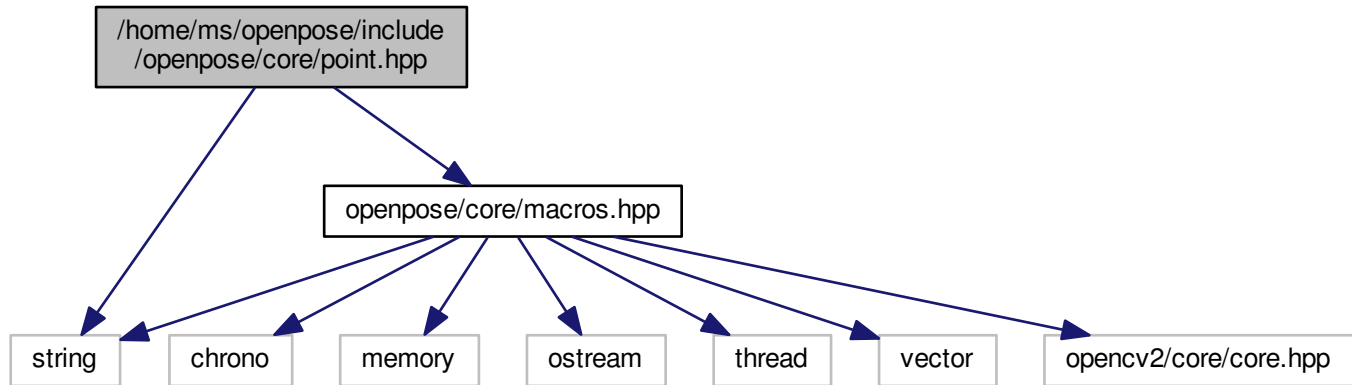 /home/ms/openpose/include
/openpose/core/point.hpp
openpose/core/macros.hpp
string
chrono
memory
ostream
thread
vector
opencv2/core/core.hpp